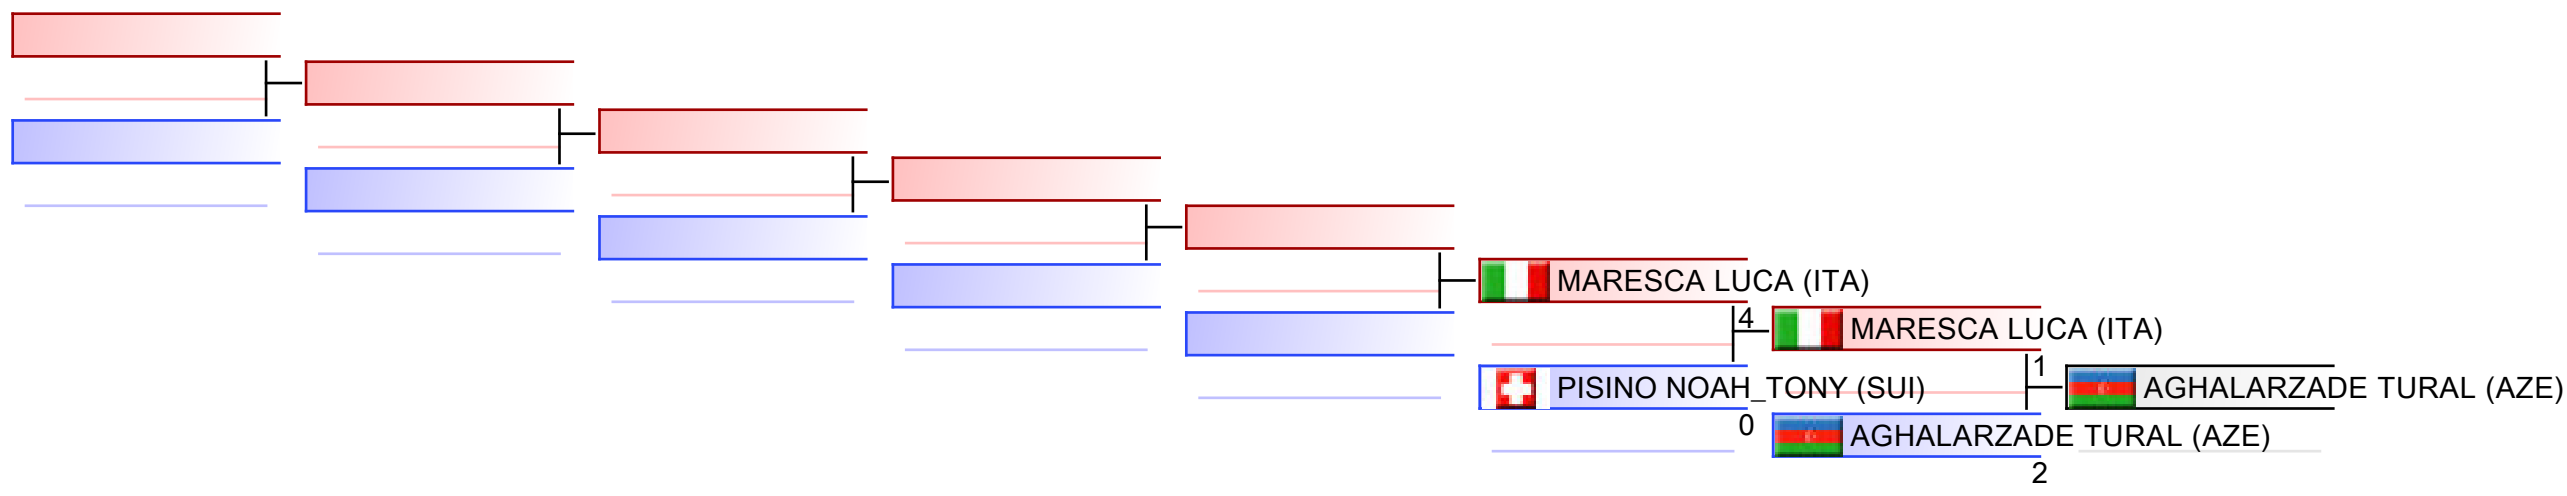 MARESCA LUCA (ITA)
4
MARESCA LUCA (ITA)
1
PISINO NOAH_TONY (SUI)
AGHALARZADE TURAL (AZE)
0
AGHALARZADE TURAL (AZE)
2